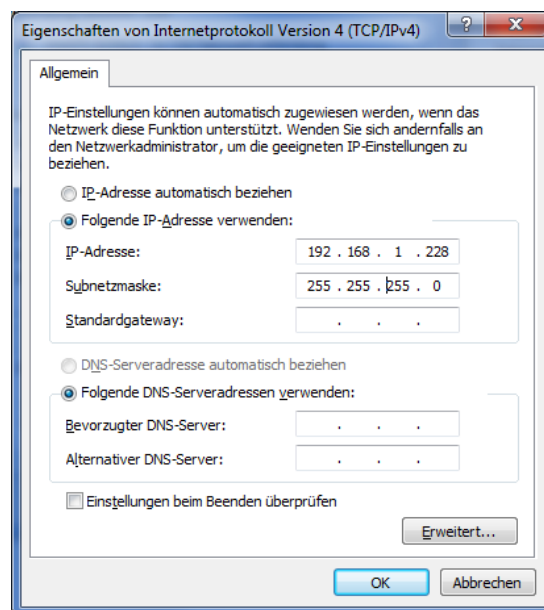 Eigenschaften von Internetprotokoll Version 4 (TCP/IPv4)
Allgemein
IP-Einstellungen können automatisch zugewiesen werden, wenn das
Netzwerk diese Funktion unterstützt. Wenden Sie sich andernfalls an
den Netzwerkadministrator, um die geeigneten IP-Einstellungen zu
beziehen.
IP-Adresse automatisch beziehen
Folgende IP-Adresse verwenden:
IP-Adresse: 192 . 168 . 1 . 228
Subnetzmaske: 255 . 255 . 255 . 0
Standardgateway: . . .
DNS-Serveradresse automatisch beziehen
Folgende DNS-Serveradressen verwenden:
Bevorzugter DNS-Server: . . .
Alternativer DNS-Server: . . .
Einstellungen beim Beenden überprüfen
Erweitert...
OK Abbrechen